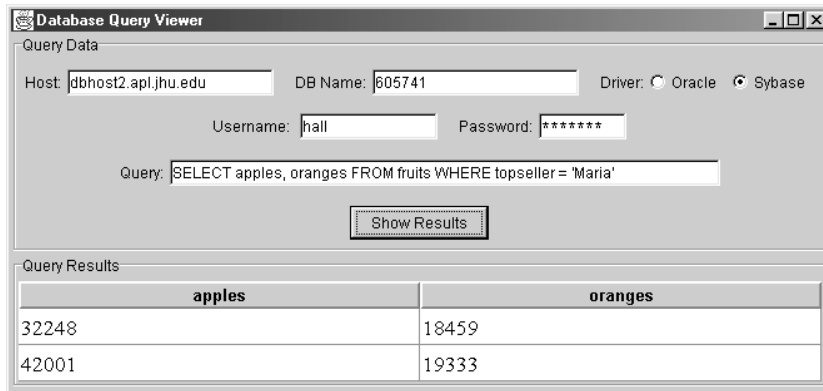 Database Query Viewer
Query Data
Host: dbhost2.apl.jhu.edu DB Name: 605741 Driver: Oracle Sybase
Username: hall Password: *******
Query: SELECT apples, oranges FROM fruits WHERE topseller = 'Maria'
Show Results
Query Results
apples oranges
32248 18459
42001 19333